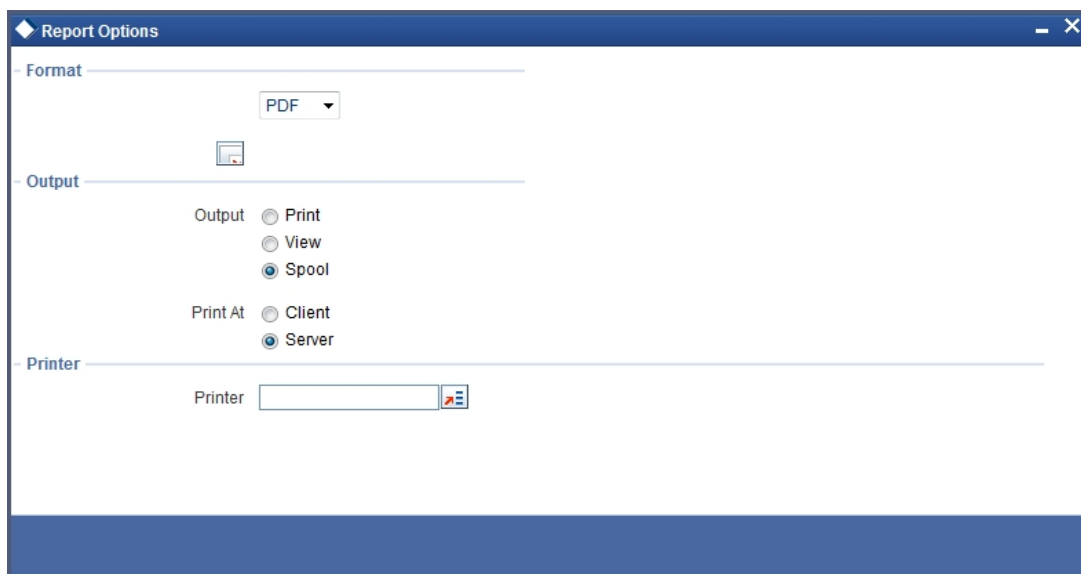 Report Options
Format
PDF
Output
Output Print
View
Spool
Print At Client
Server
Printer
Printer